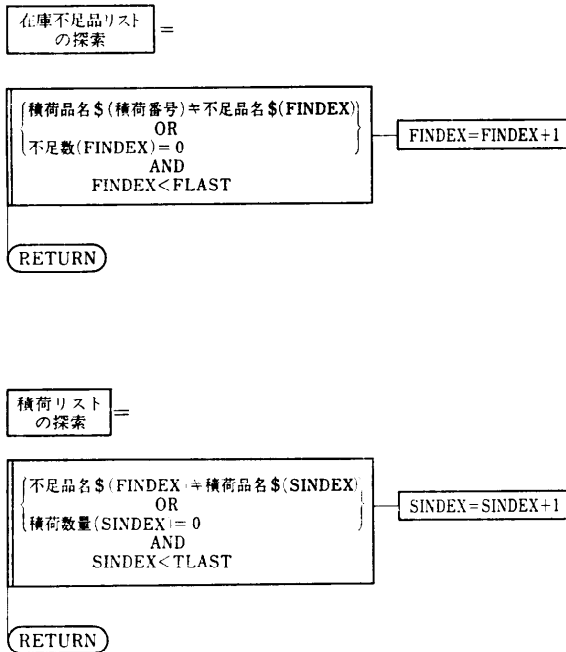 在庫不足品リスト
の探索
=
積荷品名$(積荷番号)≠不足品名$(FINDEX)
OR
不足数(FINDEX)=0
AND
FINDEX<FLAST
FINDEX=FINDEX+1
RETURN
積荷リスト
の探索
=
不足品名$(FINDEX)≠積荷品名$(SINDEX)
OR
積荷数量(SINDEX)=0
AND
SINDEX<TLAST
SINDEX=SINDEX+1
RETURN